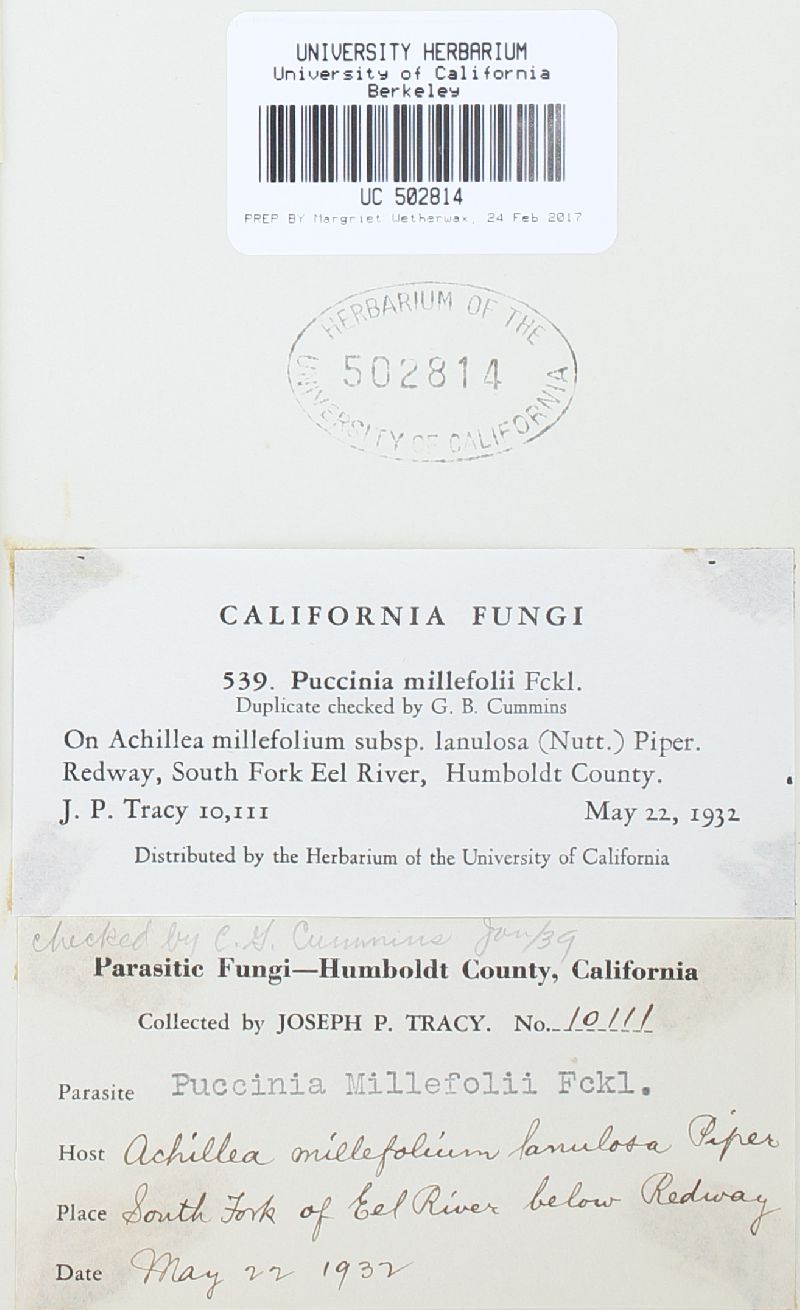 UNIVERSITY HERBARIUM
University of California
Berkeley
UC 502814
PREP BY Margriet Wetherwax, 24 Feb 2017
HERBARIUM OF THE
502814
UNIVERSITY OF CALIFORNIA
CALIFORNIA FUNGI
539. Puccinia millefolii Fckl.
Duplicate checked by G. B. Cummins
On Achillea millefolium subsp. lanulosa (Nutt.) Piper.
Redway, South Fork Eel River, Humboldt County.
J. P. Tracy 10,111 May 22, 1932
Distributed by the Herbarium of the University of California
checked by C. G. Cummins Jan/39
Parasitic Fungi—Humboldt County, California
Collected by JOSEPH P. TRACY. No. 10111
Parasite Puccinia Millefolii Fckl.
Host Achillea millefolium lanulosa Piper
Place South Fork of Eel River below Redway
Date May 22 1932